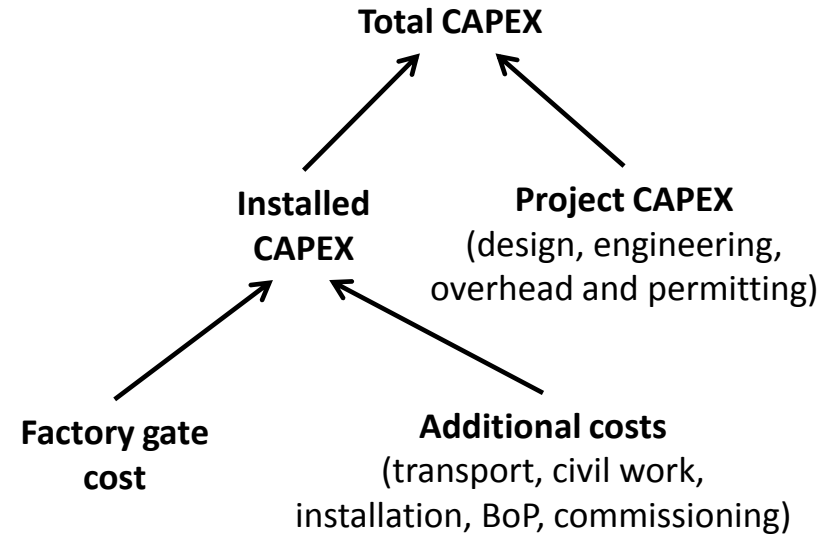 Total CAPEX
Installed
CAPEX
Project CAPEX
(design, engineering,
overhead and permitting)
Factory gate
cost
Additional costs
(transport, civil work,
installation, BoP, commissioning)